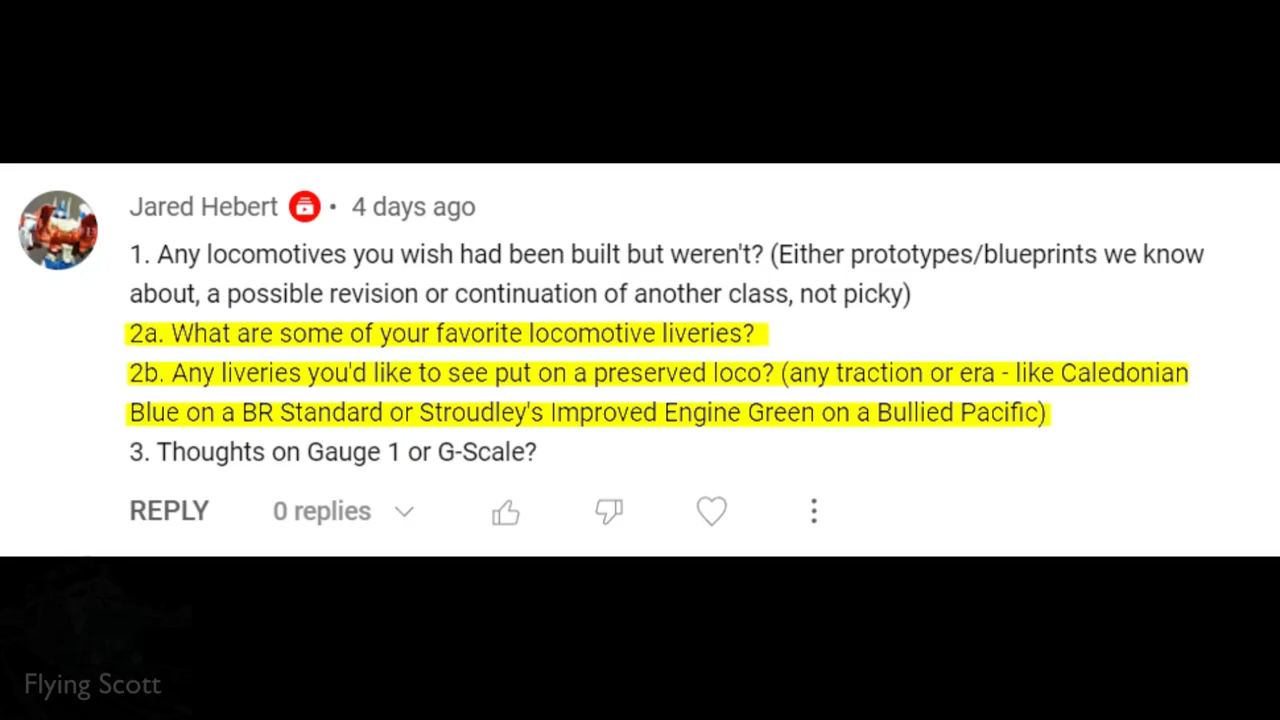 Jared Hebert • 4 days ago
1. Any locomotives you wish had been built but weren't? (Either prototypes/blueprints we know
about, a possible revision or continuation of another class, not picky)
2a. What are some of your favorite locomotive liveries?
2b. Any liveries you'd like to see put on a preserved loco? (any traction or era - like Caledonian
Blue on a BR Standard or Stroudley's Improved Engine Green on a Bullied Pacific)
3. Thoughts on Gauge 1 or G-Scale?
REPLY 0 replies
Flying Scott